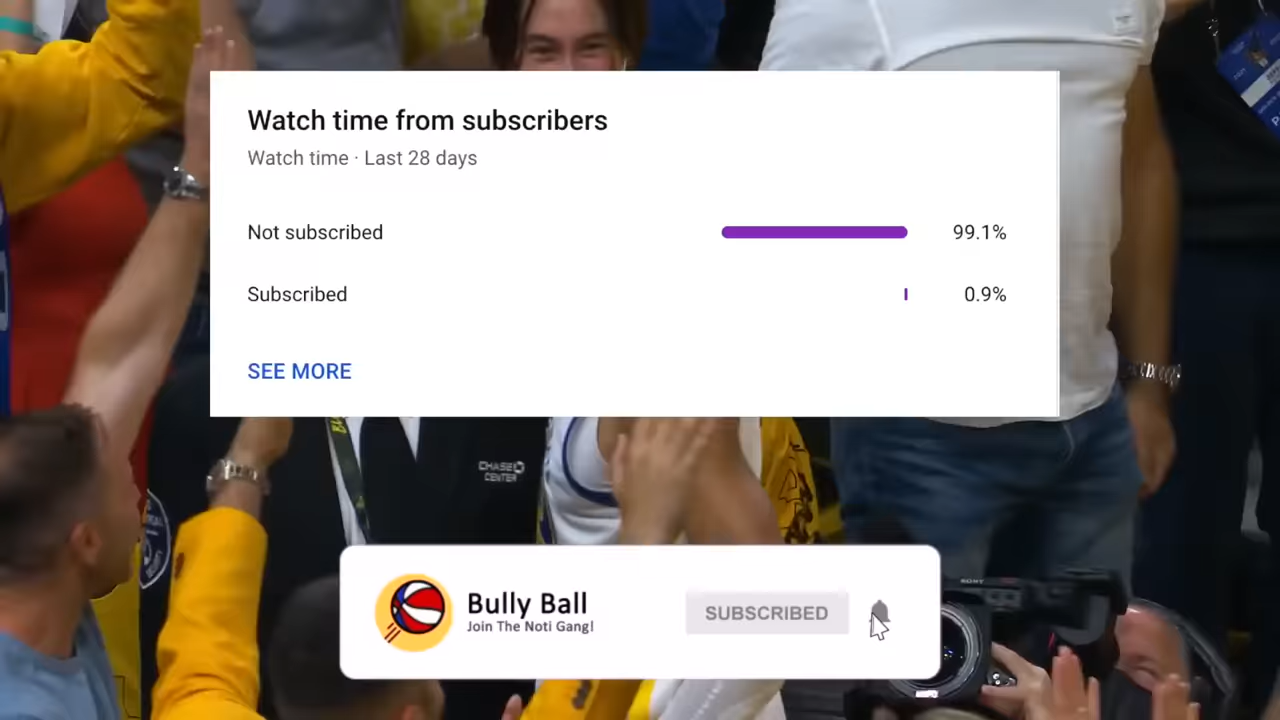 Watch time from subscribers
Watch time · Last 28 days
Not subscribed 99.1%
Subscribed 0.9%
SEE MORE
CHASE
CENTER
Bully Ball
Join The Noti Gang!
SUBSCRIBED
SONY